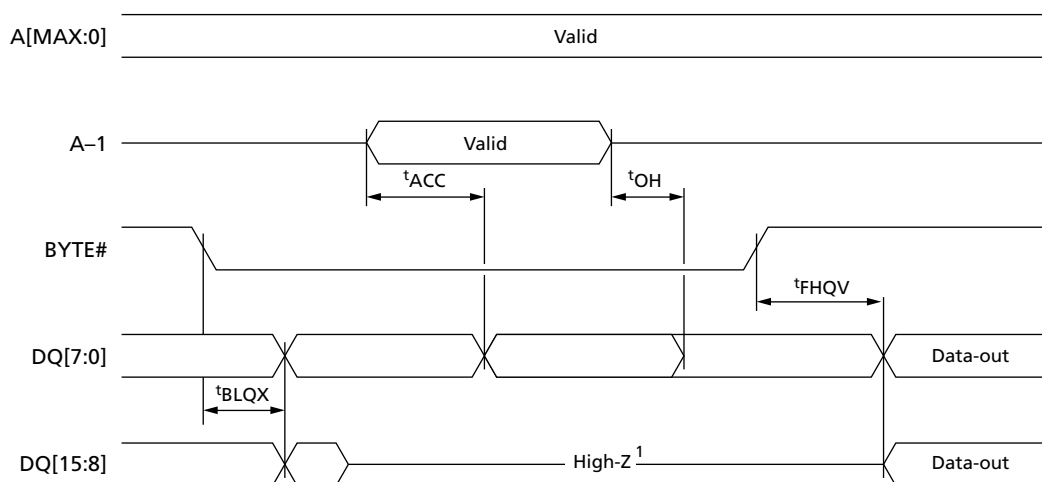 A[MAX:0] Valid
A–1 Valid
tACC tOH
BYTE#
tFHQV
DQ[7:0] Data-out
tBLQX
DQ[15:8] High-Z 1 Data-out